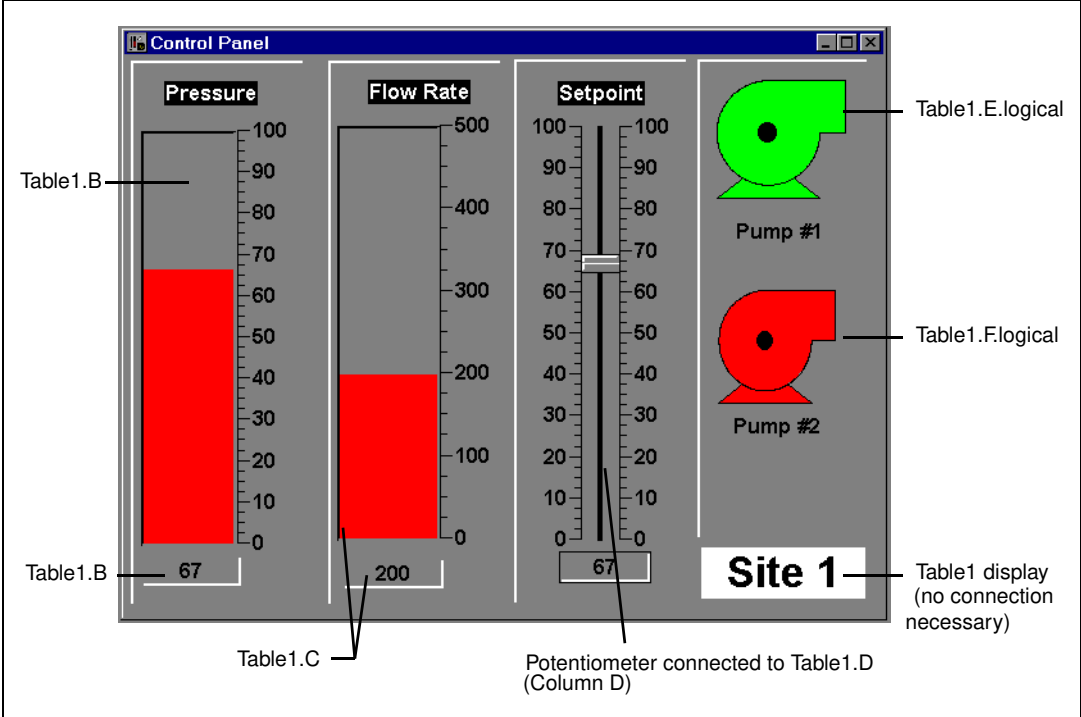 Control Panel
Pressure
Flow Rate
Setpoint
100
90
80
70
60
50
40
30
20
10
0
67
500
400
300
200
100
0
200
100
90
80
70
60
50
40
30
20
10
0
100
90
80
70
60
50
40
30
20
10
0
67
Pump #1
Pump #2
Site 1
Table1.B
Table1.B
Table1.C
Potentiometer connected to Table1.D
(Column D)
Table1.E.logical
Table1.F.logical
Table1 display
(no connection
necessary)